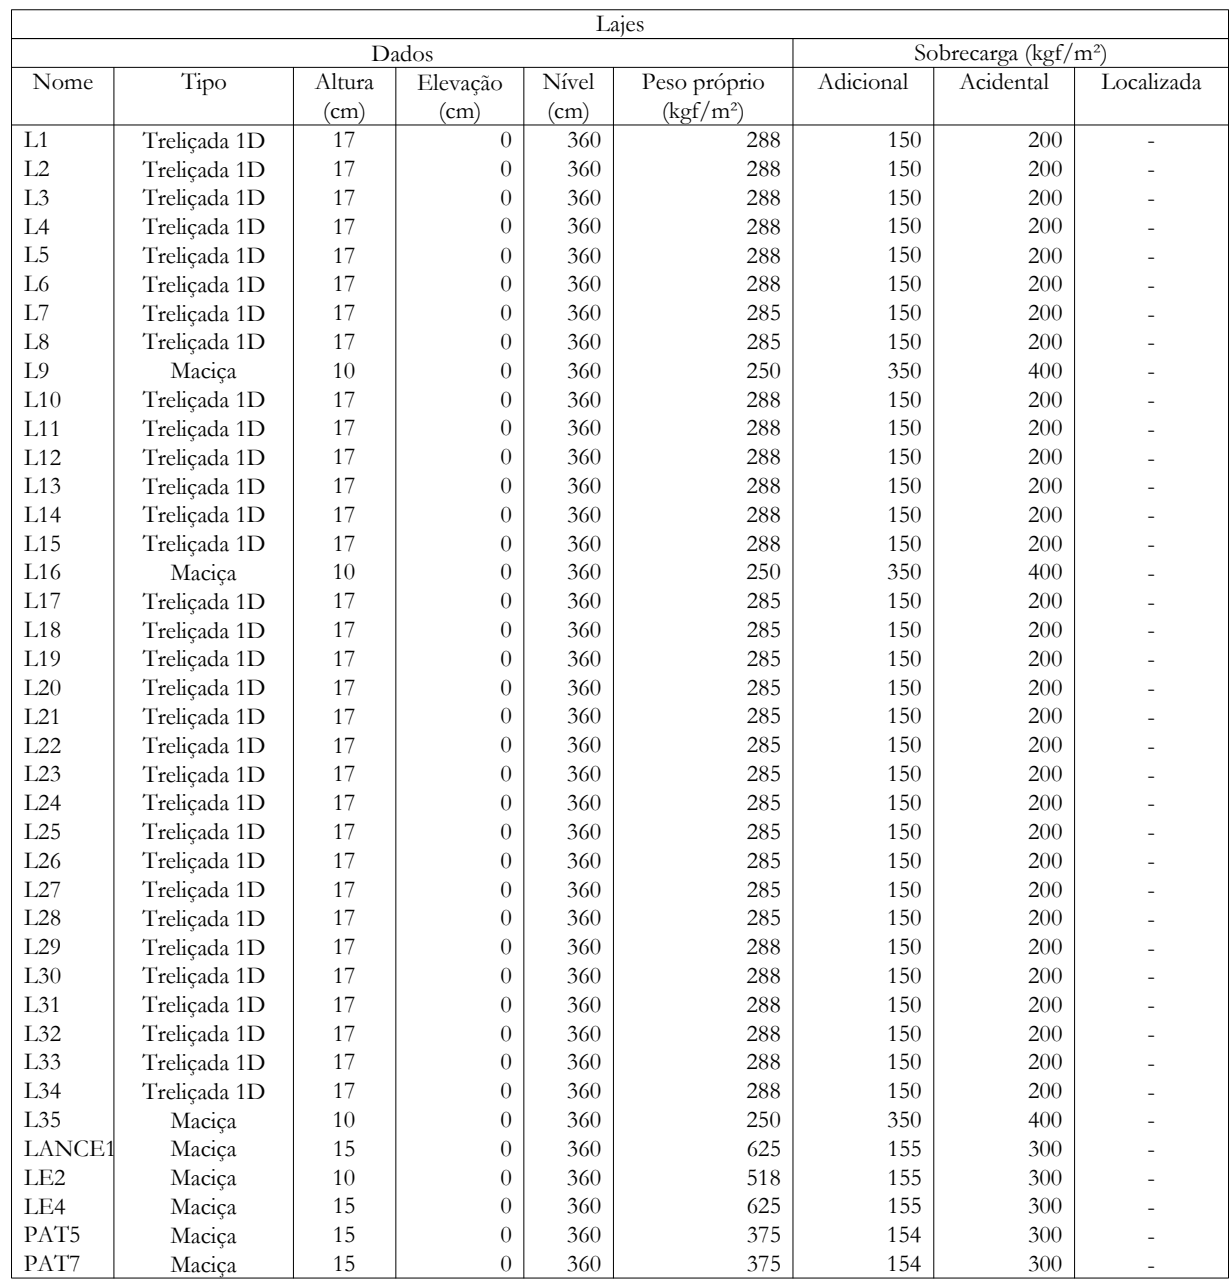 Lajes
Dados Sobrecarga (kgf/m²)
Nome Tipo Altura (cm) Elevação (cm) Nível (cm) Peso próprio (kgf/m²) Adicional Acidental Localizada
L1 Treliçada 1D 17 0 360 288 150 200 -
L2 Treliçada 1D 17 0 360 288 150 200 -
L3 Treliçada 1D 17 0 360 288 150 200 -
L4 Treliçada 1D 17 0 360 288 150 200 -
L5 Treliçada 1D 17 0 360 288 150 200 -
L6 Treliçada 1D 17 0 360 288 150 200 -
L7 Treliçada 1D 17 0 360 285 150 200 -
L8 Treliçada 1D 17 0 360 285 150 200 -
L9 Maciça 10 0 360 250 350 400 -
L10 Treliçada 1D 17 0 360 288 150 200 -
L11 Treliçada 1D 17 0 360 288 150 200 -
L12 Treliçada 1D 17 0 360 288 150 200 -
L13 Treliçada 1D 17 0 360 288 150 200 -
L14 Treliçada 1D 17 0 360 288 150 200 -
L15 Treliçada 1D 17 0 360 288 150 200 -
L16 Maciça 10 0 360 250 350 400 -
L17 Treliçada 1D 17 0 360 285 150 200 -
L18 Treliçada 1D 17 0 360 285 150 200 -
L19 Treliçada 1D 17 0 360 285 150 200 -
L20 Treliçada 1D 17 0 360 285 150 200 -
L21 Treliçada 1D 17 0 360 285 150 200 -
L22 Treliçada 1D 17 0 360 285 150 200 -
L23 Treliçada 1D 17 0 360 285 150 200 -
L24 Treliçada 1D 17 0 360 285 150 200 -
L25 Treliçada 1D 17 0 360 285 150 200 -
L26 Treliçada 1D 17 0 360 285 150 200 -
L27 Treliçada 1D 17 0 360 285 150 200 -
L28 Treliçada 1D 17 0 360 285 150 200 -
L29 Treliçada 1D 17 0 360 288 150 200 -
L30 Treliçada 1D 17 0 360 288 150 200 -
L31 Treliçada 1D 17 0 360 288 150 200 -
L32 Treliçada 1D 17 0 360 288 150 200 -
L33 Treliçada 1D 17 0 360 288 150 200 -
L34 Treliçada 1D 17 0 360 288 150 200 -
L35 Maciça 10 0 360 250 350 400 -
LANCE1 Maciça 15 0 360 625 155 300 -
LE2 Maciça 10 0 360 518 155 300 -
LE4 Maciça 15 0 360 625 155 300 -
PAT5 Maciça 15 0 360 375 154 300 -
PAT7 Maciça 15 0 360 375 154 300 -